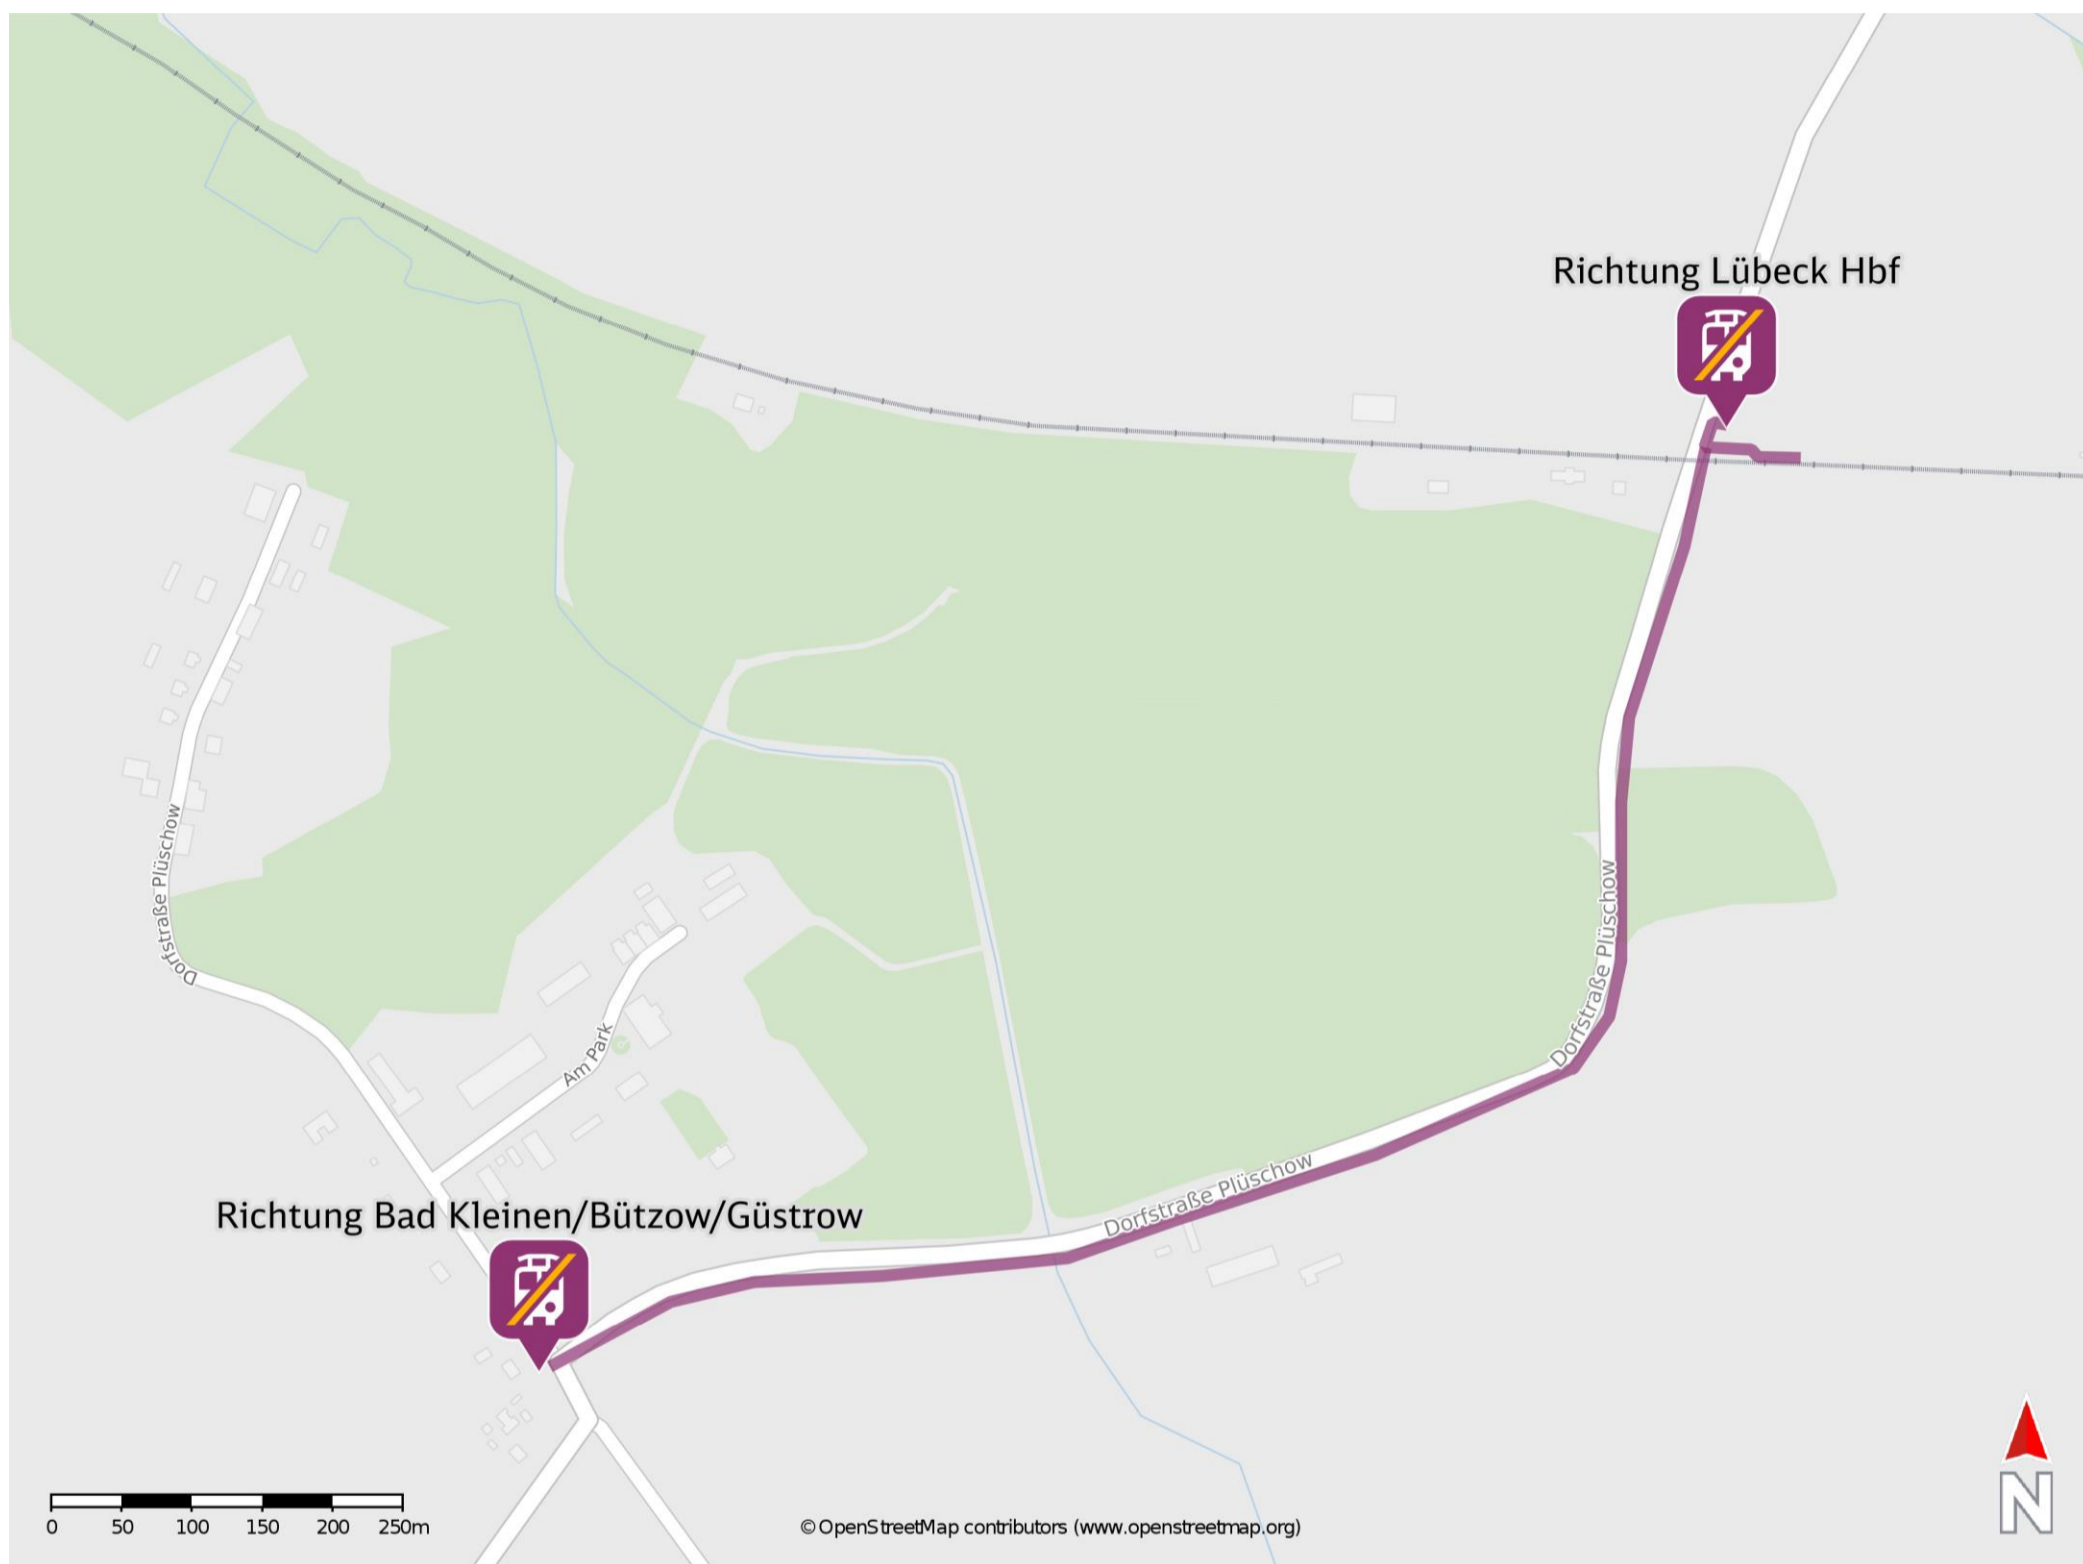 Richtung Lübeck Hbf
Dorfstraße Plüschow
Dorfstraße Plüschow
Am Park
Dorfstraße Plüschow
Richtung Bad Kleinen/Bützow/Güstrow
0 50 100 150 200 250m
© OpenStreetMap contributors (www.openstreetmap.org)
N